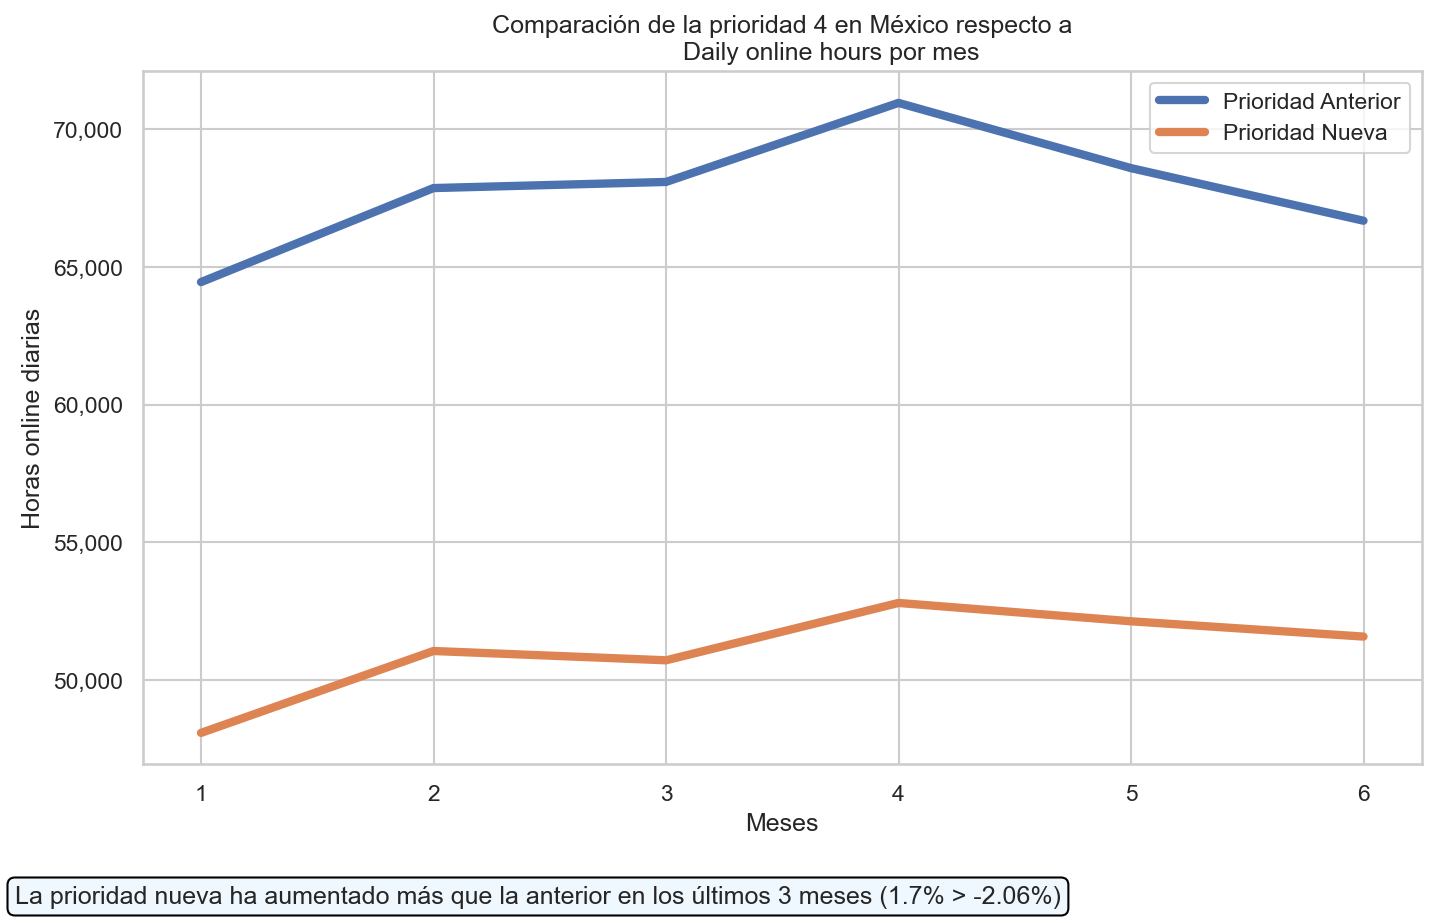 Comparación de la prioridad 4 en México respecto a
Daily online hours por mes
Prioridad Anterior
Prioridad Nueva
Horas online diarias
70,000
65,000
60,000
55,000
50,000
1 2 3 4 5 6
Meses
La prioridad nueva ha aumentado más que la anterior en los últimos 3 meses (1.7% > -2.06%)